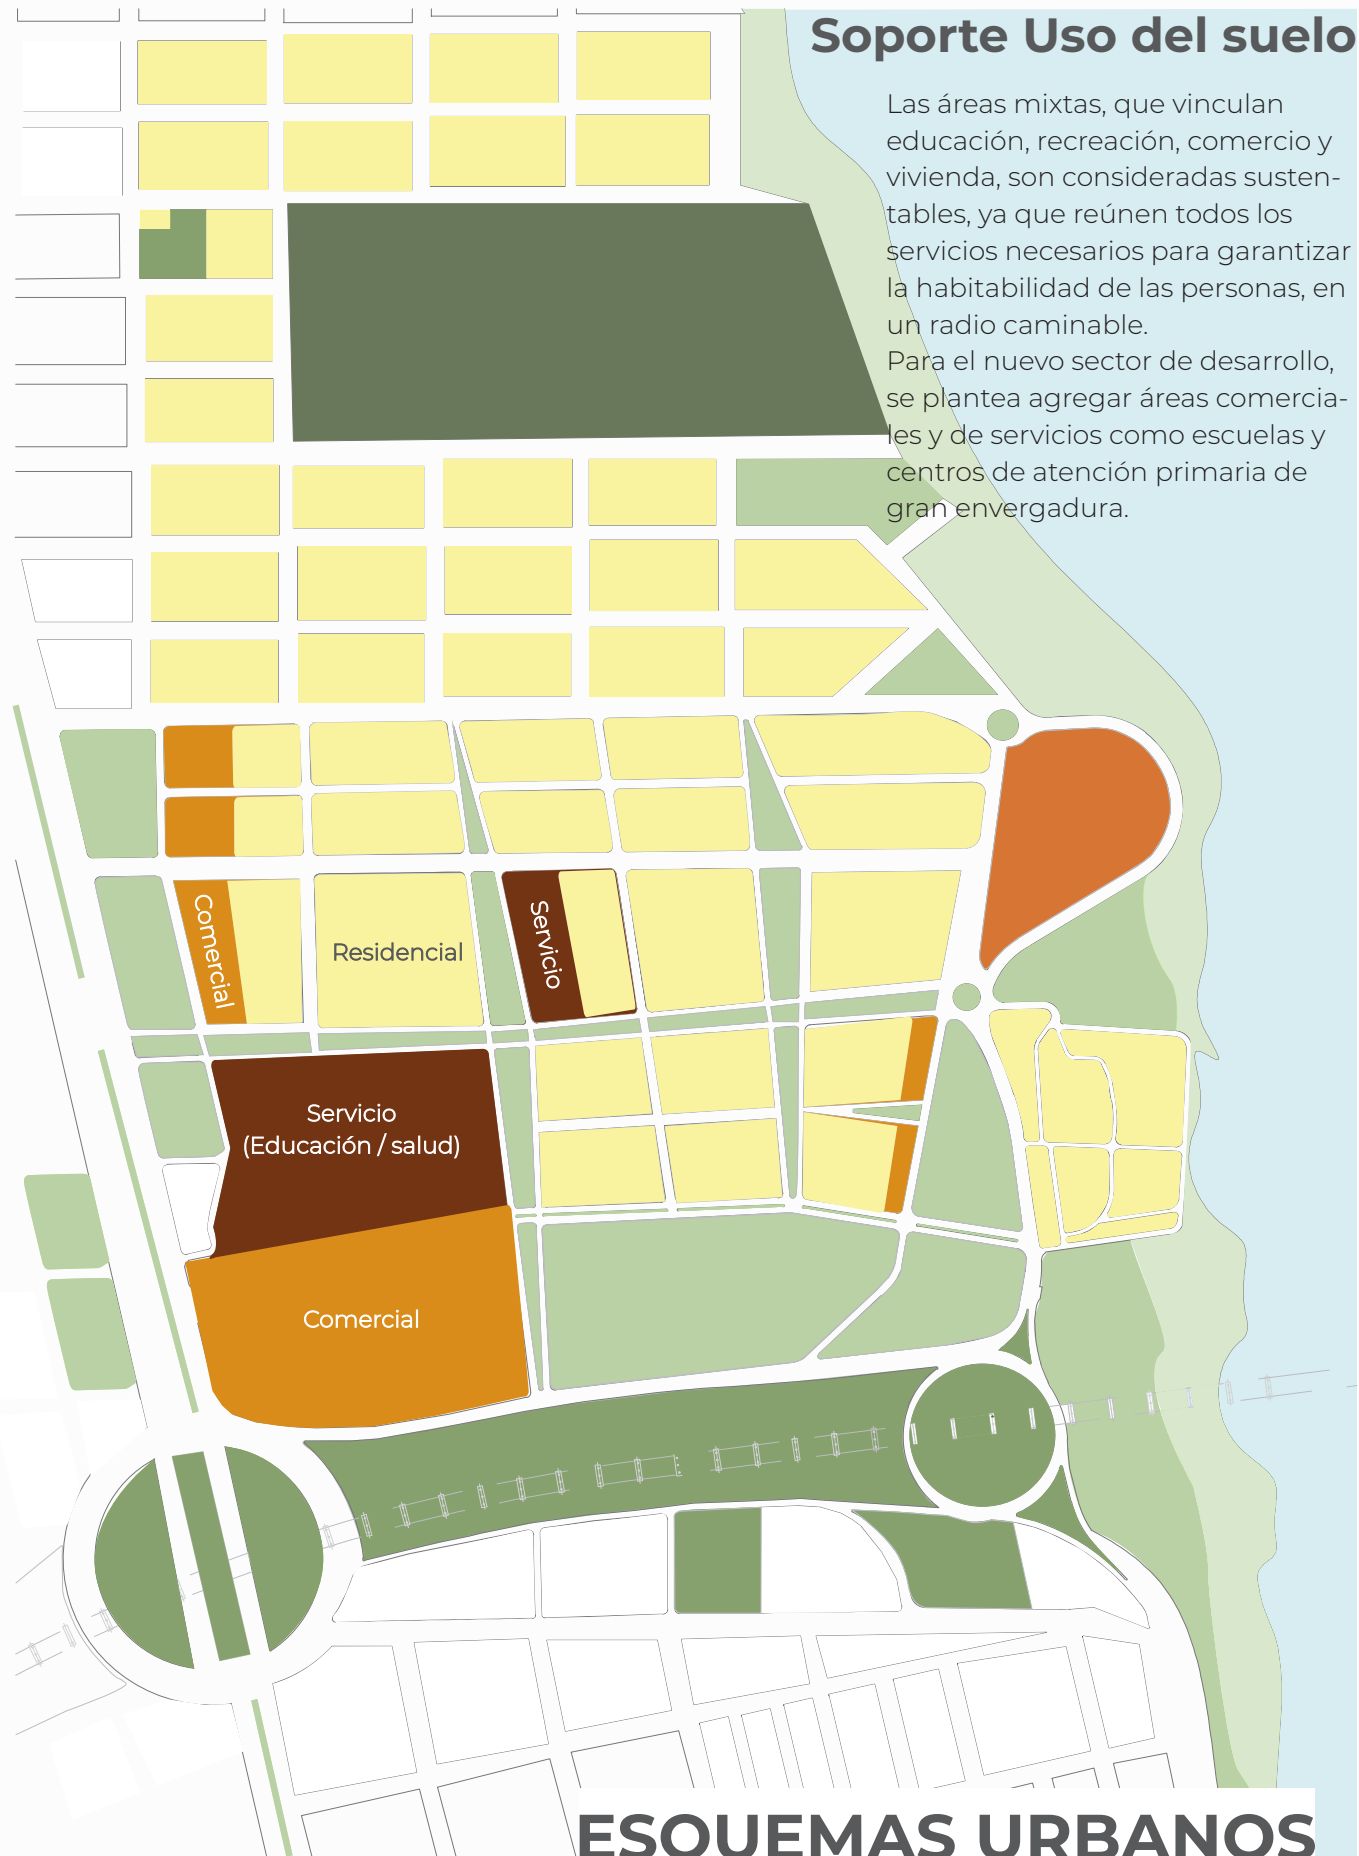 Soporte Uso del suelo
Las áreas mixtas, que vinculan
educación, recreación, comercio y
vivienda, son consideradas susten-
tables, ya que reúnen todos los
servicios necesarios para garantizar
la habitabilidad de las personas, en
un radio caminable.
Para el nuevo sector de desarrollo,
se plantea agregar áreas comercia-
les y de servicios como escuelas y
centros de atención primaria de
gran envergadura.
Comercial
Residencial
Servicio
Servicio
(Educación / salud)
Comercial
ESQUEMAS URBANOS